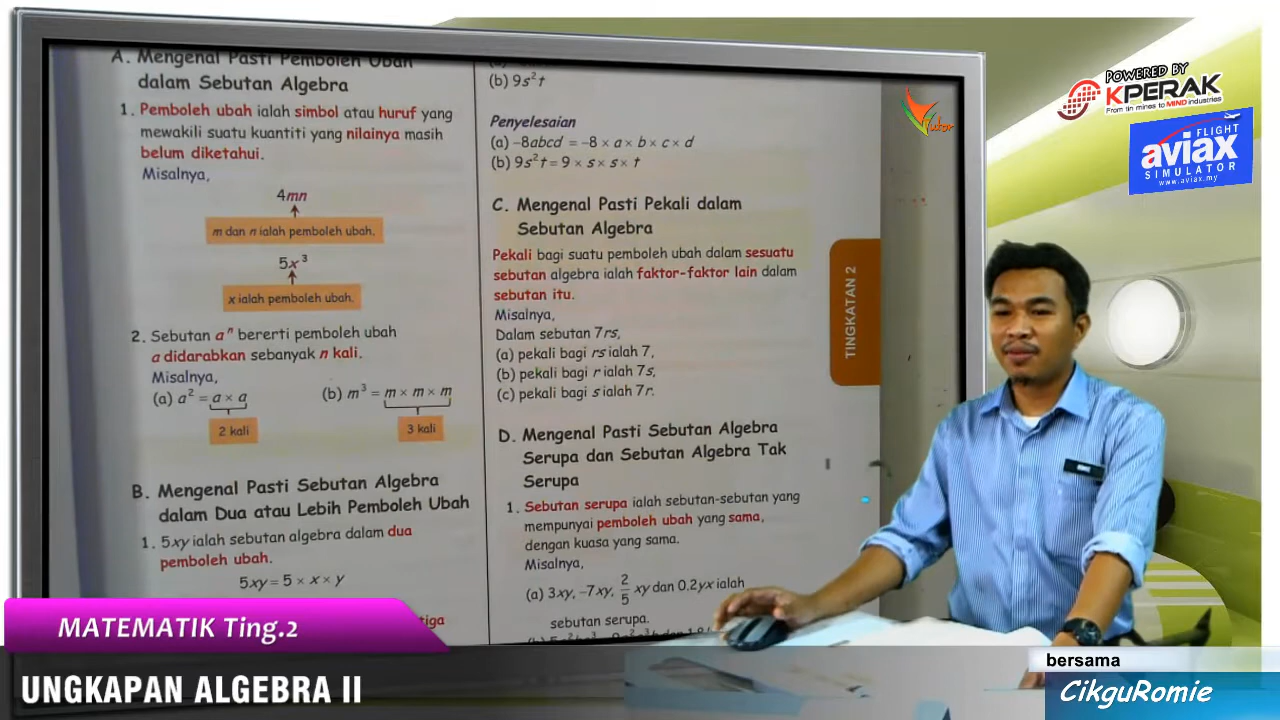 A. Mengenal Pasti Pemboleh Ubah
dalam Sebutan Algebra
1. Pemboleh ubah ialah simbol atau huruf yang
mewakili suatu kuantiti yang nilainya masih
belum diketahui.
Misalnya,
4mn
m dan n ialah pemboleh ubah.
5x³
x ialah pemboleh ubah.
2. Sebutan aⁿ bererti pemboleh ubah
a didarabkan sebanyak n kali.
Misalnya,
(a) a² = a × a
2 kali
(b) m³ = m × m × m
3 kali
B. Mengenal Pasti Sebutan Algebra
dalam Dua atau Lebih Pemboleh Ubah
1. 5xy ialah sebutan algebra dalam dua
pemboleh ubah.
5xy = 5 × x × y
tiga
(b) 9s²t
Penyelesaian
(a) –8abcd = –8 × a × b × c × d
(b) 9s²t = 9 × s × s × t
C. Mengenal Pasti Pekali dalam
Sebutan Algebra
Pekali bagi suatu pemboleh ubah dalam sesuatu
sebutan algebra ialah faktor-faktor lain dalam
sebutan itu.
Misalnya,
Dalam sebutan 7rs,
(a) pekali bagi rs ialah 7,
(b) pekali bagi r ialah 7s,
(c) pekali bagi s ialah 7r.
D. Mengenal Pasti Sebutan Algebra
Serupa dan Sebutan Algebra Tak
Serupa
1. Sebutan serupa ialah sebutan-sebutan yang
mempunyai pemboleh ubah yang sama,
dengan kuasa yang sama.
Misalnya,
(a) 3xy, –7xy, 2/5 xy dan 0.2yx ialah
sebutan serupa.
TINGKATAN 2
Tutor
POWERED BY
KPERAK
From tin mines to MIND industries
FLIGHT
aviax
SIMULATOR
www.aviax.my
MATEMATIK Ting.2
UNGKAPAN ALGEBRA II
bersama
CikguRomie